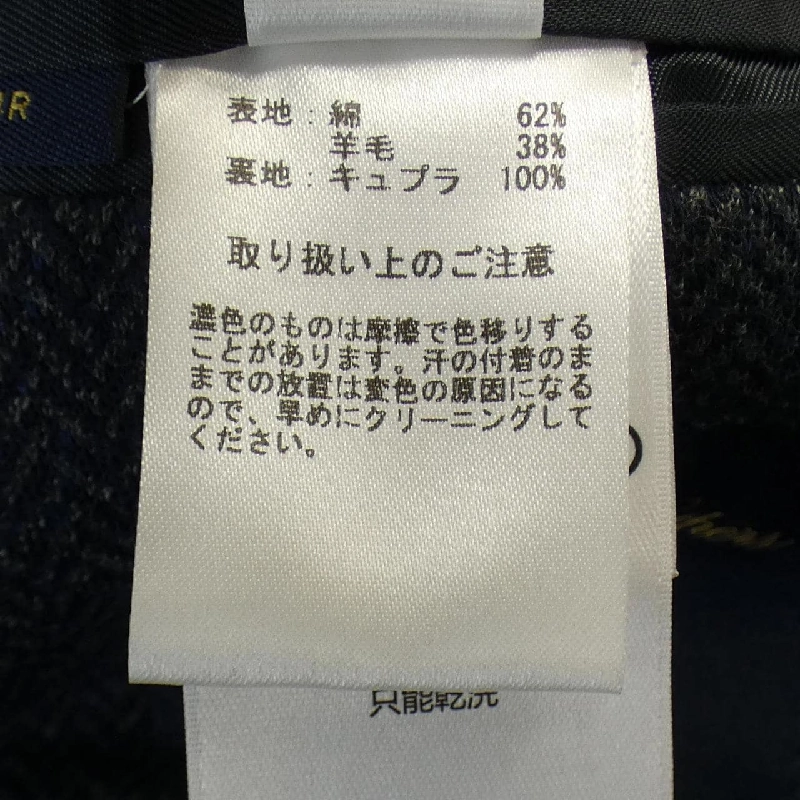 表地：綿 62%
羊毛 38%
裏地：キュプラ 100%
取り扱い上のご注意
濃色のものは摩擦で色移りする
ことがあります。汗の付着のま
までの放置は変色の原因になる
ので、早めにクリーニングして
ください。
只能乾洗